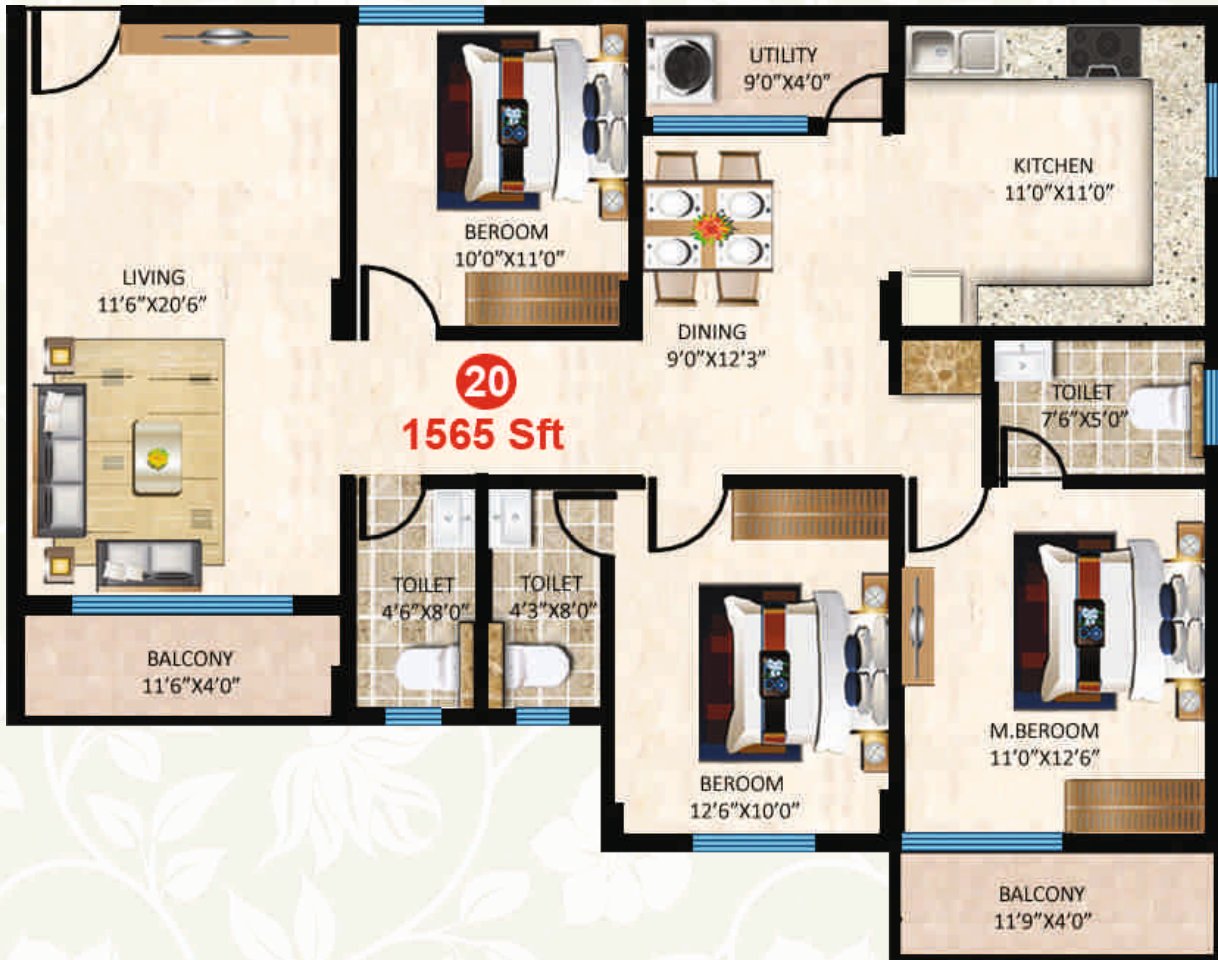 UTILITY
9'0"X4'0"
KITCHEN
11'0"X11'0"
BEROOM
10'0"X11'0"
LIVING
11'6"X20'6"
DINING
9'0"X12'3"
20
1565 Sft
TOILET
7'6"X5'0"
TOILET
4'6"X8'0"
TOILET
4'3"X8'0"
BALCONY
11'6"X4'0"
M.BEROOM
11'0"X12'6"
BEROOM
12'6"X10'0"
BALCONY
11'9"X4'0"